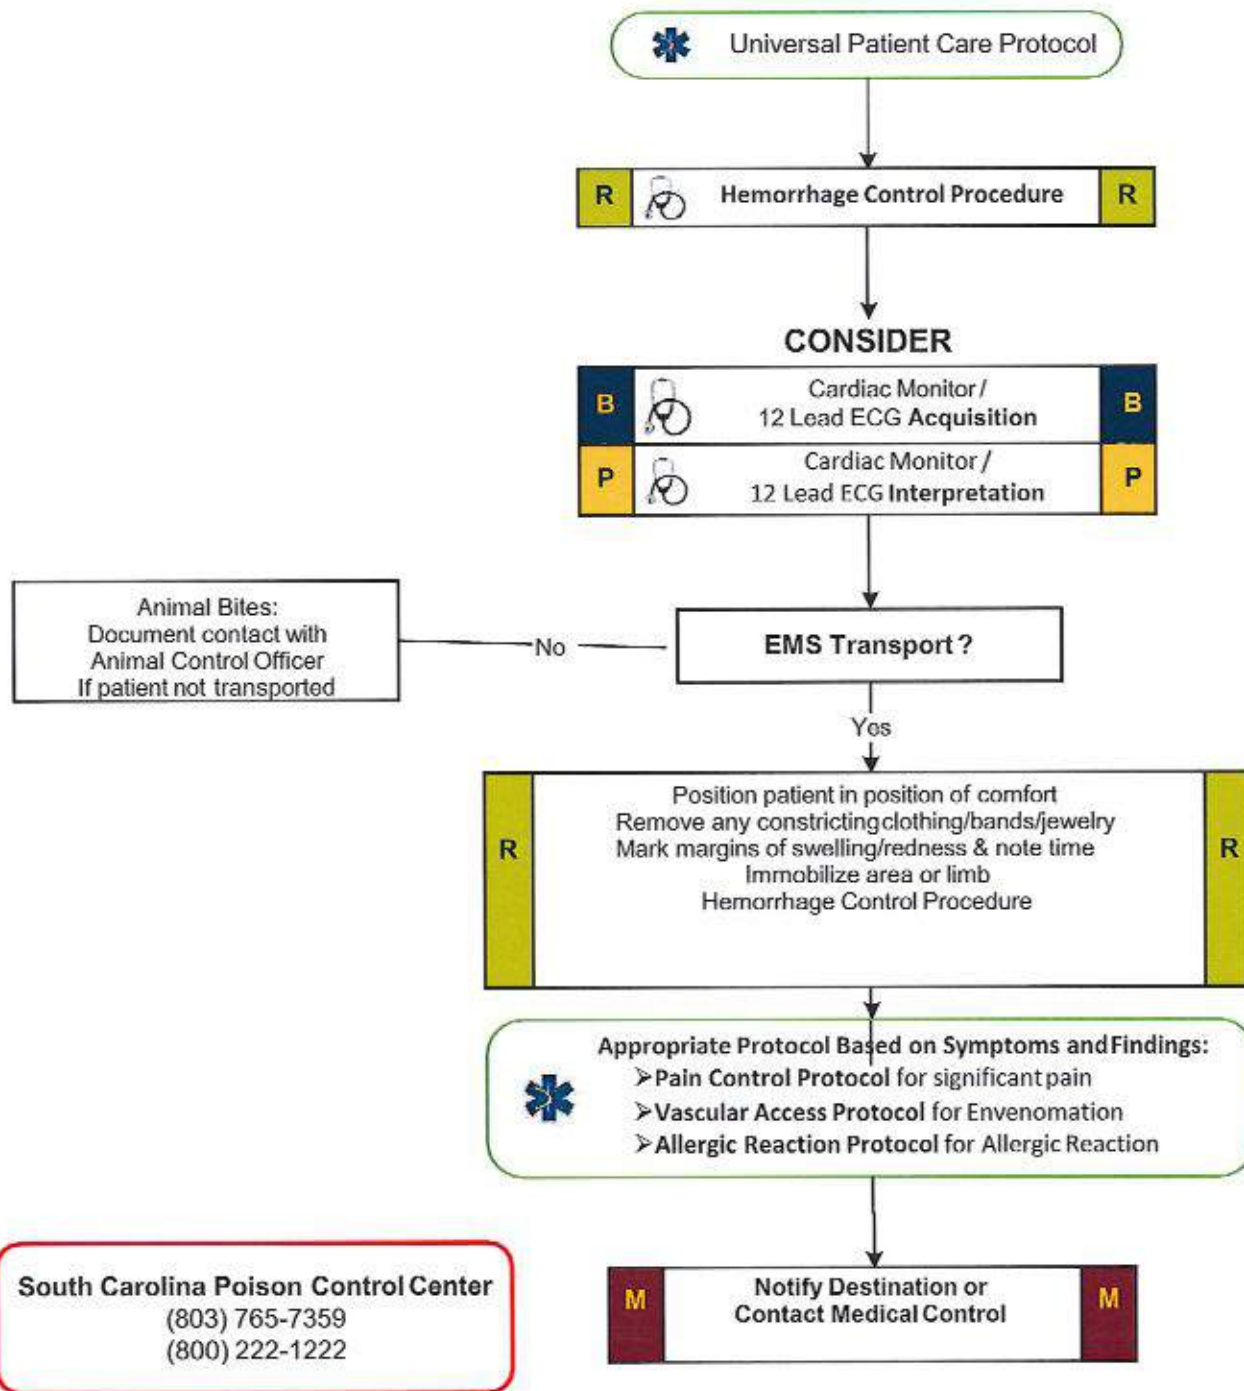 Universal Patient Care Protocol
R Hemorrhage Control Procedure R
CONSIDER
B Cardiac Monitor / B
12 Lead ECG Acquisition
P Cardiac Monitor / P
12 Lead ECG Interpretation
EMS Transport ?
No
Animal Bites:
Document contact with
Animal Control Officer
If patient not transported
Yes
R R
Position patient in position of comfort
Remove any constricting clothing/bands/jewelry
Mark margins of swelling/redness & note time
Immobilize area or limb
Hemorrhage Control Procedure
Appropriate Protocol Based on Symptoms and Findings:
➢Pain Control Protocol for significant pain
➢Vascular Access Protocol for Envenomation
➢Allergic Reaction Protocol for Allergic Reaction
M Notify Destination or M
Contact Medical Control
South Carolina Poison Control Center
(803) 765-7359
(800) 222-1222